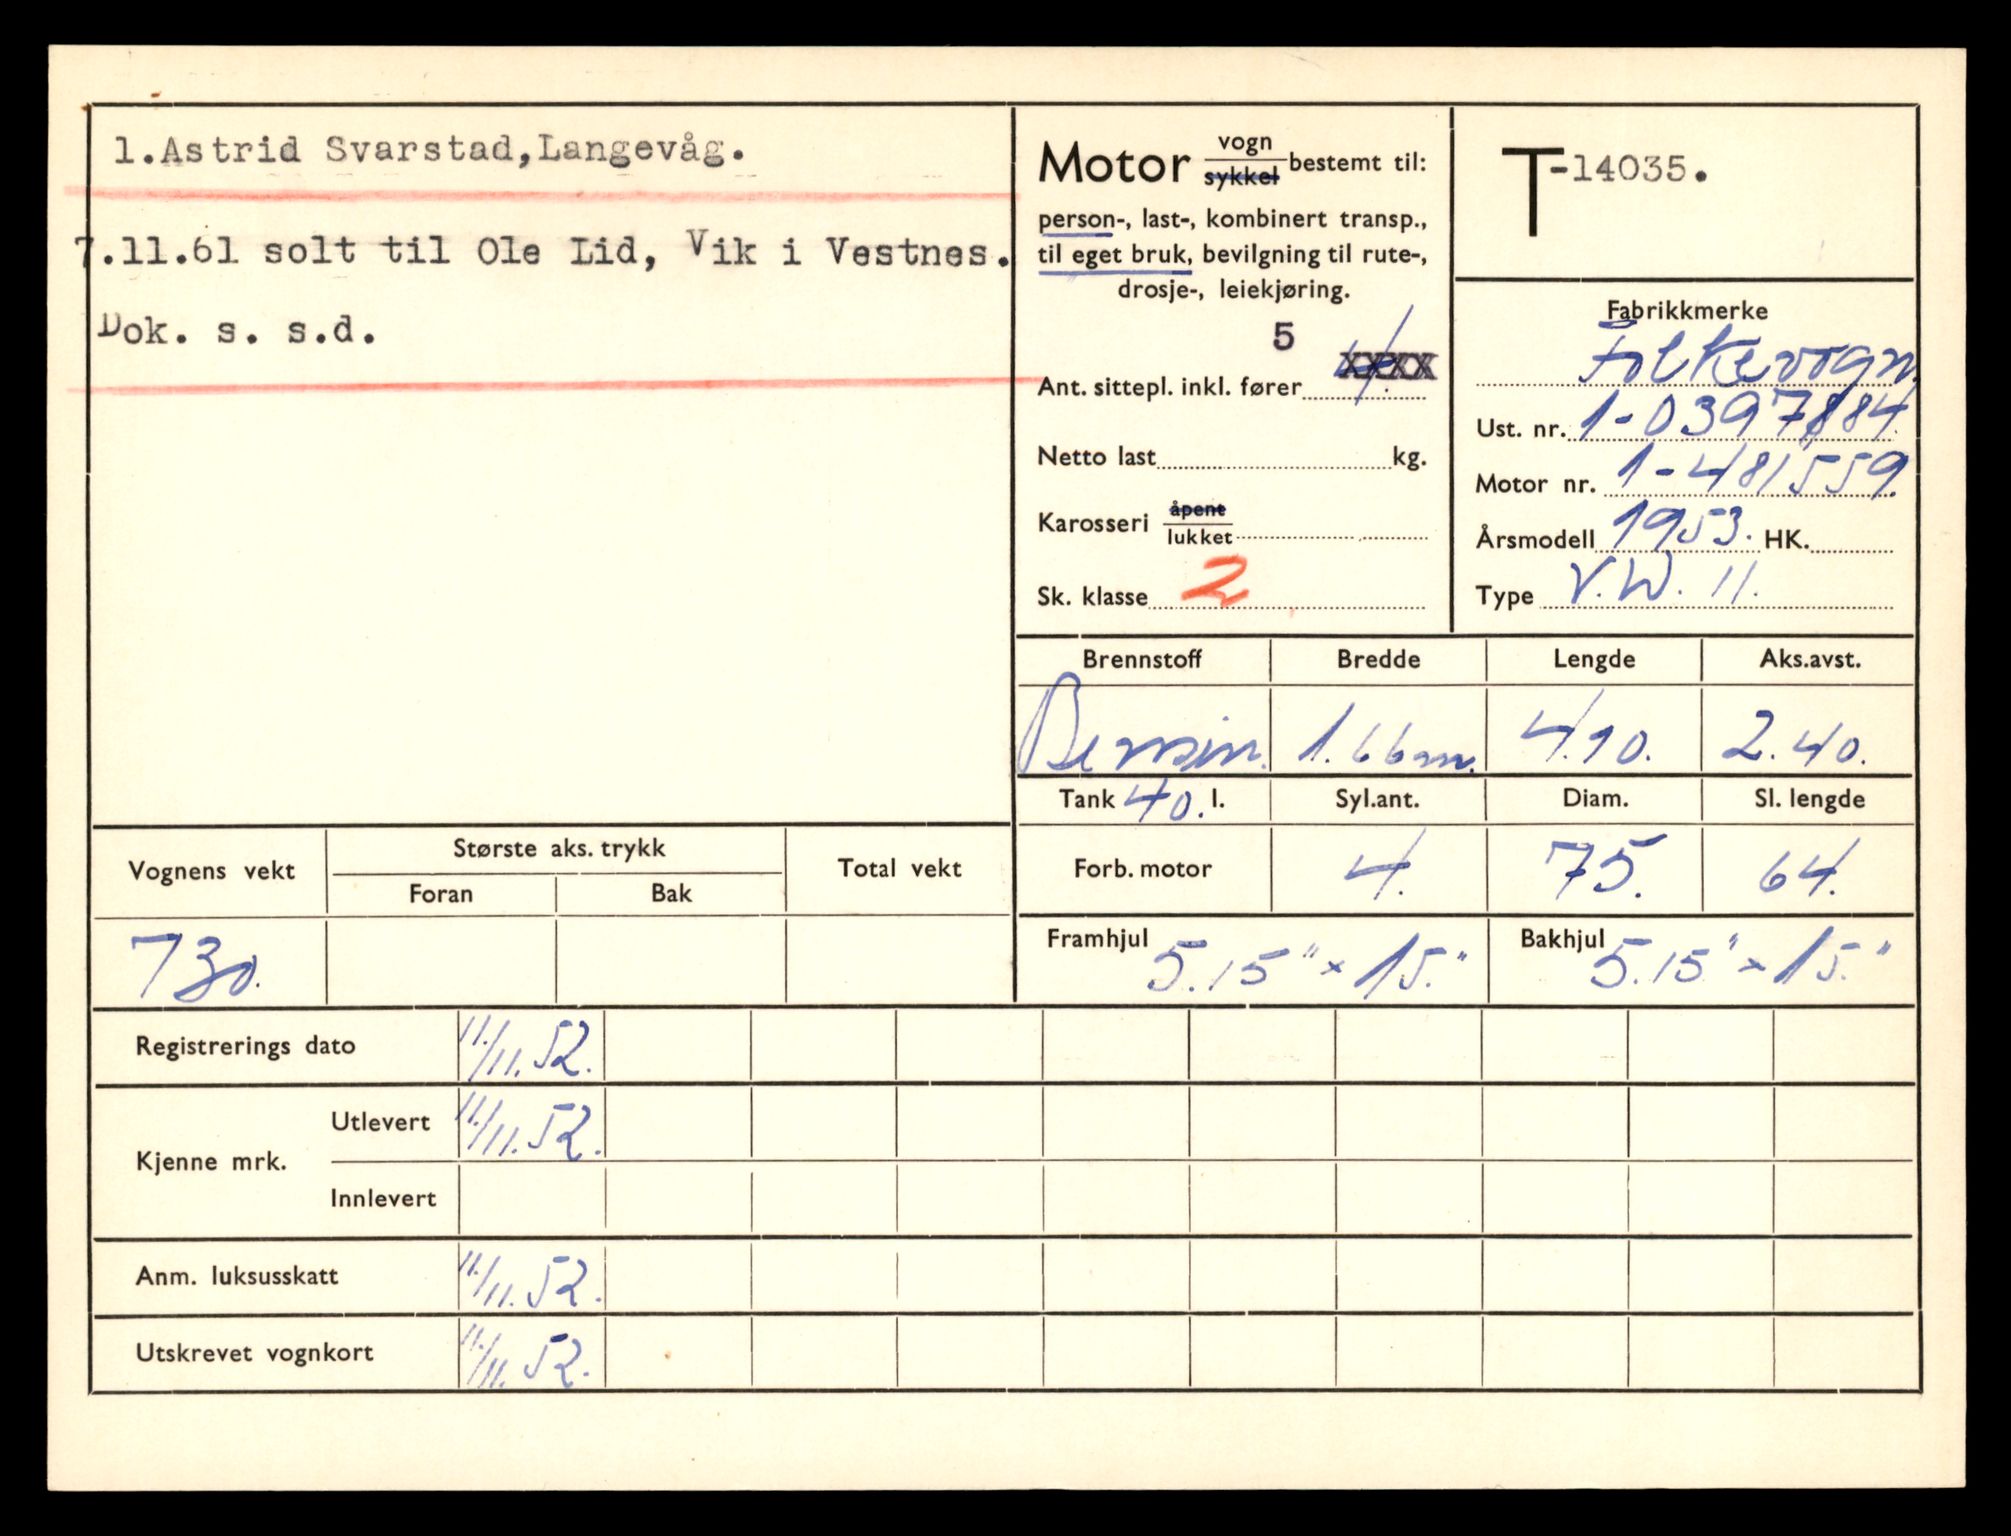 1.Astrid Svarstad,Langevåg.
7.11.61 solt til Ole Lid, Vik i Vestnes.
Dok. s. s.d.
Motor vogn sykkel bestemt til:
person-, last-, kombinert transp.,
til eget bruk, bevilgning til rute-,
drosje-, leiekjøring.
5
Ant. sittepl. inkl. fører 4. xxxx
Netto last kg.
Karosseri åpent lukket
Sk. klasse 2
T-14035.
Fabrikkmerke
Folkevogn.
Ust. nr. 1-0397884
Motor nr. 1-481559.
Årsmodell 1953. HK.
Type V.W. 11.
Brennstoff Bredde Lengde Aks.avst.
Bensin. 1.66m. 4.10. 2.40.
Tank 40. l. Syl.ant. Diam. Sl. lengde
Forb. motor 4. 75. 64.
Framhjul 5.15" x 15." Bakhjul 5.15" x 15."
Vognens vekt Største aks. trykk Total vekt
Foran Bak
730.
Registrerings dato 11./11. 52.
Kjenne mrk. Utlevert 11./11. 52.
Innlevert
Anm. luksusskatt 11./11. 52.
Utskrevet vognkort 11./11. 52.